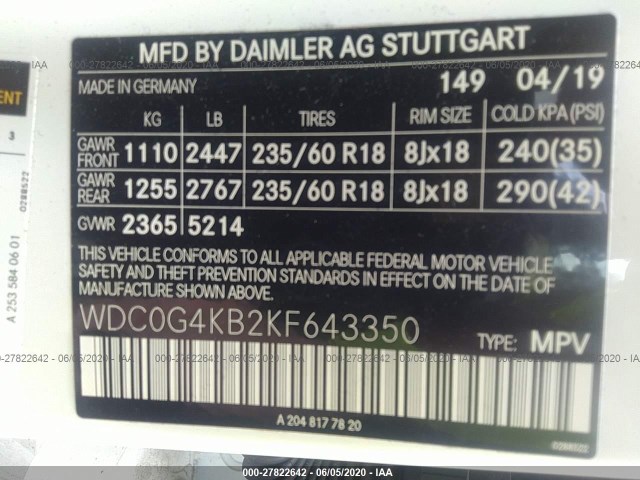 MFD BY DAIMLER AG STUTTGART
MADE IN GERMANY 149 04/19
KG LB TIRES RIM SIZE COLD KPA (PSI)
GAWR FRONT 1110 2447 235/60 R18 8Jx18 240(35)
GAWR REAR 1255 2767 235/60 R18 8Jx18 290(42)
GVWR 2365 5214
THIS VEHICLE CONFORMS TO ALL APPLICABLE FEDERAL MOTOR VEHICLE
SAFETY AND THEFT PREVENTION STANDARDS IN EFFECT ON THE DATE OF
MANUFACTURE SHOWN ABOVE.
WDC0G4KB2KF643350 TYPE: MPV
A 204 817 78 20
0288522
ENT
3
0288522
A 253 584 06 01
000-27822642 - 06/05/2020 - IAA